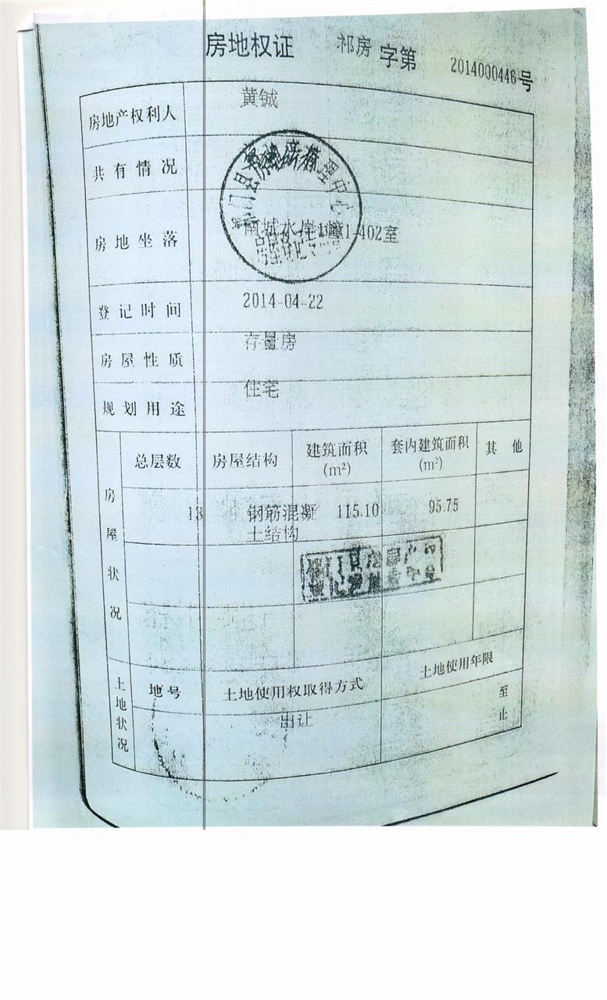 房地权证 祁房 字第 2014000446号
房地产权利人 黄铖
共有情况
房地坐落 南城水岸 幢1-402室
登记时间 2014-04-22
房屋性质 存量房
规划用途 住宅
房屋状况
总层数 房屋结构 建筑面积(m²) 套内建筑面积(m²) 其他
钢筋混凝 115.10 95.75
土结构
土地状况
地号 土地使用权取得方式 土地使用年限
出让 至
止